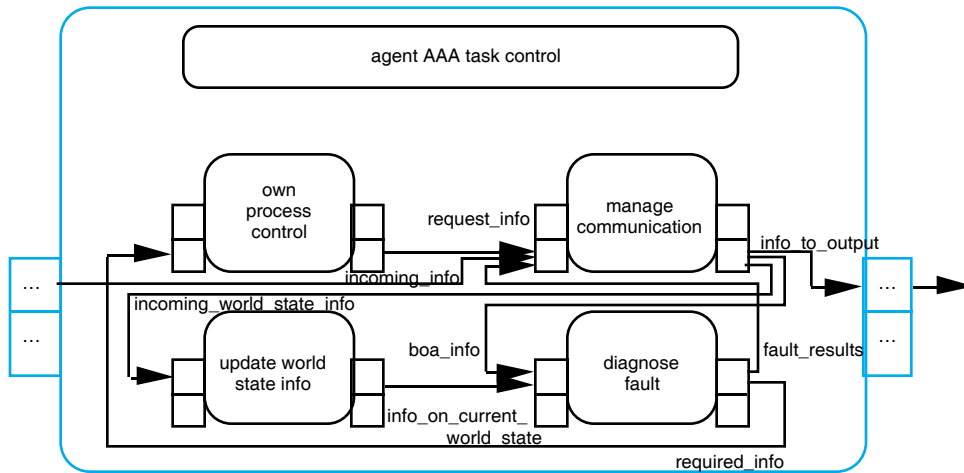 agent AAA task control
own
process
control
request_info
manage
communication
info_to_output
...
incoming_info
...
incoming_world_state_info
...
...
update world
state info
boa_info
diagnose
fault
fault_results
info_on_current_
world_state
required_info